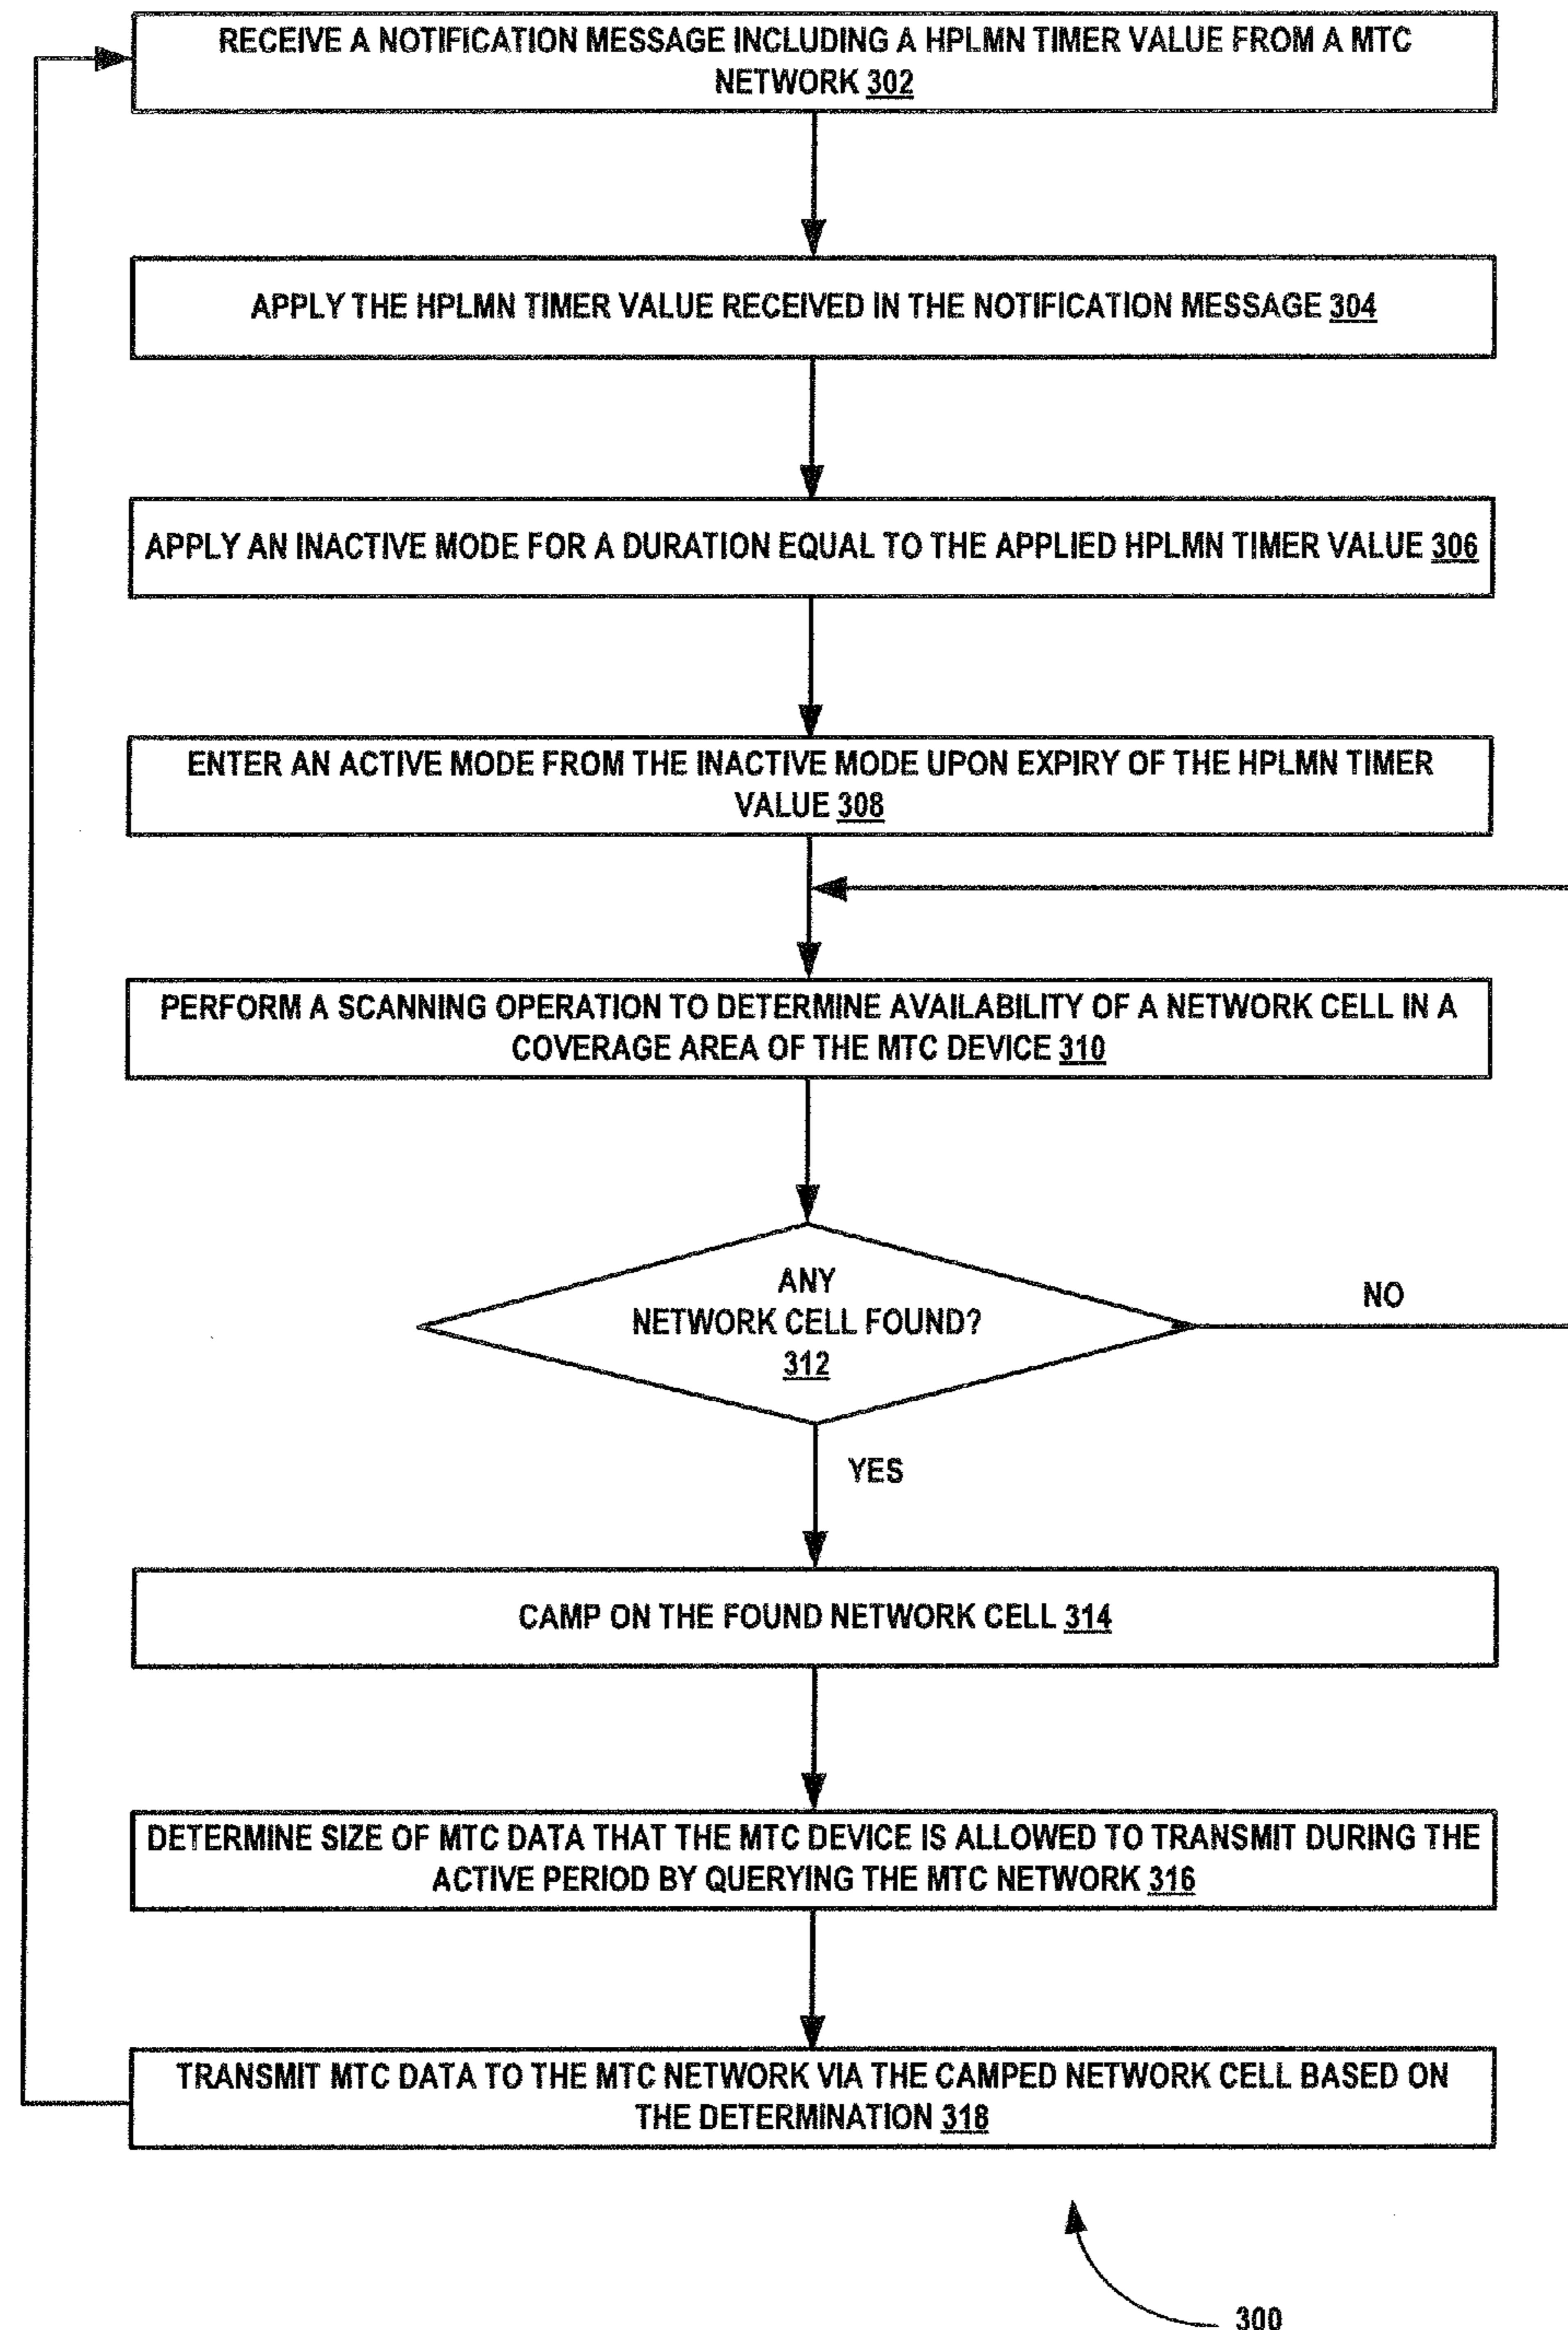 RECEIVE A NOTIFICATION MESSAGE INCLUDING A HPLMN TIMER VALUE FROM A MTC
NETWORK 302
APPLY THE HPLMN TIMER VALUE RECEIVED IN THE NOTIFICATION MESSAGE 304
APPLY AN INACTIVE MODE FOR A DURATION EQUAL TO THE APPLIED HPLMN TIMER VALUE 306
ENTER AN ACTIVE MODE FROM THE INACTIVE MODE UPON EXPIRY OF THE HPLMN TIMER
VALUE 308
PERFORM A SCANNING OPERATION TO DETERMINE AVAILABILITY OF A NETWORK CELL IN A
COVERAGE AREA OF THE MTC DEVICE 310
ANY
NETWORK CELL FOUND?
312
NO
YES
CAMP ON THE FOUND NETWORK CELL 314
DETERMINE SIZE OF MTC DATA THAT THE MTC DEVICE IS ALLOWED TO TRANSMIT DURING THE
ACTIVE PERIOD BY QUERYING THE MTC NETWORK 316
TRANSMIT MTC DATA TO THE MTC NETWORK VIA THE CAMPED NETWORK CELL BASED ON
THE DETERMINATION 318
300